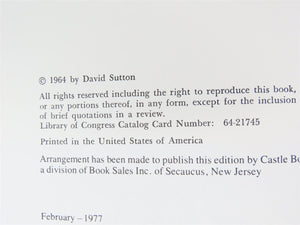 © 1964 by David Sutton
All rights reserved including the right to reproduce this book,
or any portions thereof, in any form, except for the inclusion
of brief quotations in a review.
Library of Congress Catalog Card Number: 64-21745
Printed in the United States of America
Arrangement has been made to publish this edition by Castle Bo
a division of Book Sales Inc. of Secaucus, New Jersey
February - 1977